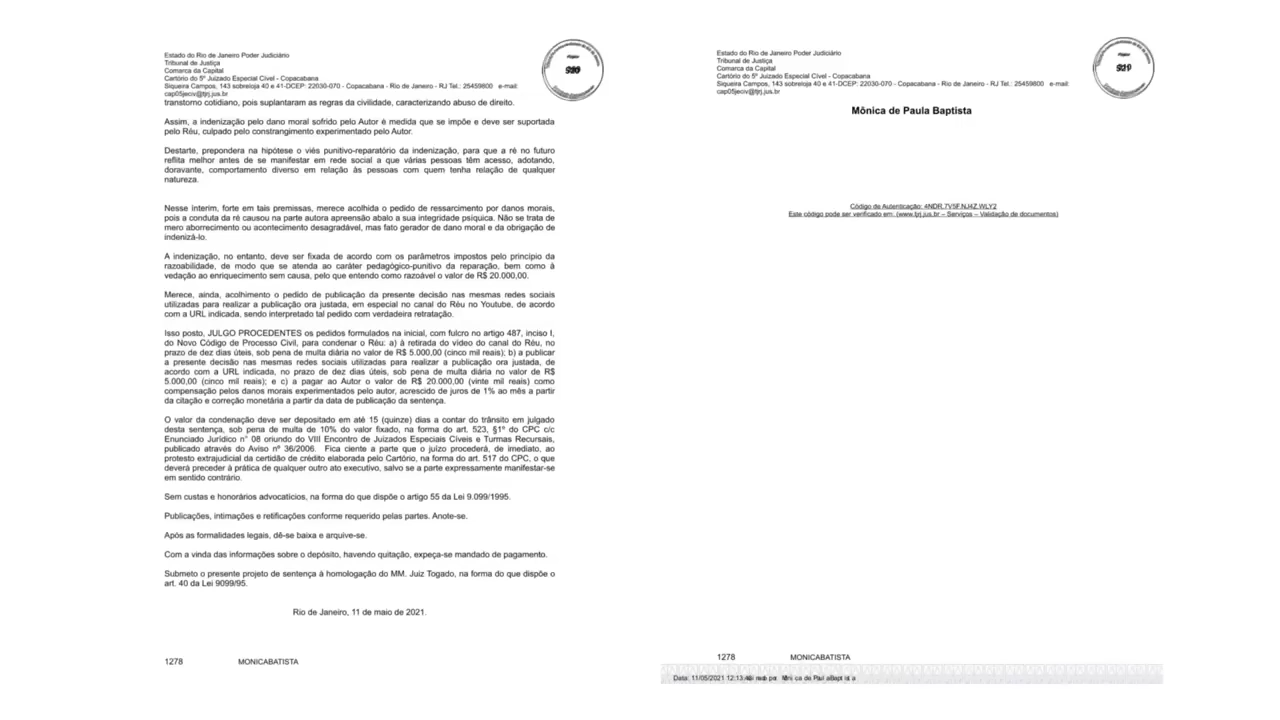 Estado do Rio de Janeiro Poder Judiciário
Tribunal de Justiça
Comarca da Capital
Cartório do 5º Juizado Especial Cível - Copacabana
Siqueira Campos, 143 sobreloja 40 e 41-DCEP: 22030-070 - Copacabana - Rio de Janeiro - RJ Tel.: 25459800 e-mail:
cap05jeciv@tjrj.jus.br
transtorno cotidiano, pois suplantaram as regras da civilidade, caracterizando abuso de direito.
Assim, a indenização pelo dano moral sofrido pelo Autor é medida que se impõe e deve ser suportada
pelo Réu, culpado pelo constrangimento experimentado pelo Autor.
Destarte, prepondera na hipótese o viés punitivo-reparatório da indenização, para que a ré no futuro
reflita melhor antes de se manifestar em rede social a que várias pessoas têm acesso, adotando,
doravante, comportamento diverso em relação às pessoas com quem tenha relação de qualquer
natureza.
Nesse ínterim, forte em tais premissas, merece acolhida o pedido de ressarcimento por danos morais,
pois a conduta da ré causou na parte autora apreensão abalo a sua integridade psíquica. Não se trata de
mero aborrecimento ou acontecimento desagradável, mas fato gerador de dano moral e da obrigação de
indenizá-lo.
A indenização, no entanto, deve ser fixada de acordo com os parâmetros impostos pelo princípio da
razoabilidade, de modo que se atenda ao caráter pedagógico-punitivo da reparação, bem como à
vedação ao enriquecimento sem causa, pelo que entendo como razoável o valor de R$ 20.000,00.
Merece, ainda, acolhimento o pedido de publicação da presente decisão nas mesmas redes sociais
utilizadas para realizar a publicação ora justada, em especial no canal do Réu no Youtube, de acordo
com a URL indicada, sendo interpretado tal pedido com verdadeira retratação.
Isso posto, JULGO PROCEDENTES os pedidos formulados na inicial, com fulcro no artigo 487, inciso I,
do Novo Código de Processo Civil, para condenar o Réu: a) à retirada do vídeo do canal do Réu, no
prazo de dez dias úteis, sob pena de multa diária no valor de R$ 5.000,00 (cinco mil reais); b) a publicar
a presente decisão nas mesmas redes sociais utilizadas para realizar a publicação ora justada, de
acordo com a URL indicada, no prazo de dez dias úteis, sob pena de multa diária no valor de R$
5.000,00 (cinco mil reais); e c) a pagar ao Autor o valor de R$ 20.000,00 (vinte mil reais) como
compensação pelos danos morais experimentados pelo autor, acrescido de juros de 1% ao mês a partir
da citação e correção monetária a partir da data de publicação da sentença.
O valor da condenação deve ser depositado em até 15 (quinze) dias a contar do trânsito em julgado
desta sentença, sob pena de multa de 10% do valor fixado, na forma do art. 523, §1º do CPC c/c
Enunciado Jurídico n° 08 oriundo do VIII Encontro de Juizados Especiais Cíveis e Turmas Recursais,
publicado através do Aviso nº 36/2006. Fica ciente a parte que o juízo procederá, de imediato, ao
protesto extrajudicial da certidão de crédito elaborada pelo Cartório, na forma do art. 517 do CPC, o que
deverá preceder à prática de qualquer outro ato executivo, salvo se a parte expressamente manifestar-se
em sentido contrário.
Sem custas e honorários advocatícios, na forma do que dispõe o artigo 55 da Lei 9.099/1995.
Publicações, intimações e retificações conforme requerido pelas partes. Anote-se.
Após as formalidades legais, dê-se baixa e arquive-se.
Com a vinda das informações sobre o depósito, havendo quitação, expeça-se mandado de pagamento.
Submeto o presente projeto de sentença à homologação do MM. Juiz Togado, na forma do que dispõe o
art. 40 da Lei 9099/95.
Rio de Janeiro, 11 de maio de 2021.
1278 MONICABATISTA
Estado do Rio de Janeiro Poder Judiciário
Tribunal de Justiça
Comarca da Capital
Cartório do 5º Juizado Especial Cível - Copacabana
Siqueira Campos, 143 sobreloja 40 e 41-DCEP: 22030-070 - Copacabana - Rio de Janeiro - RJ Tel.: 25459800 e-mail:
cap05jeciv@tjrj.jus.br
Mônica de Paula Baptista
Código de Autenticação: 4NDR.7V5F.NJ4Z.WLY2
Este código pode ser verificado em: (www.tjrj.jus.br – Serviços – Validação de documentos)
1278 MONICABATISTA
Data: 11/05/2021 12:13